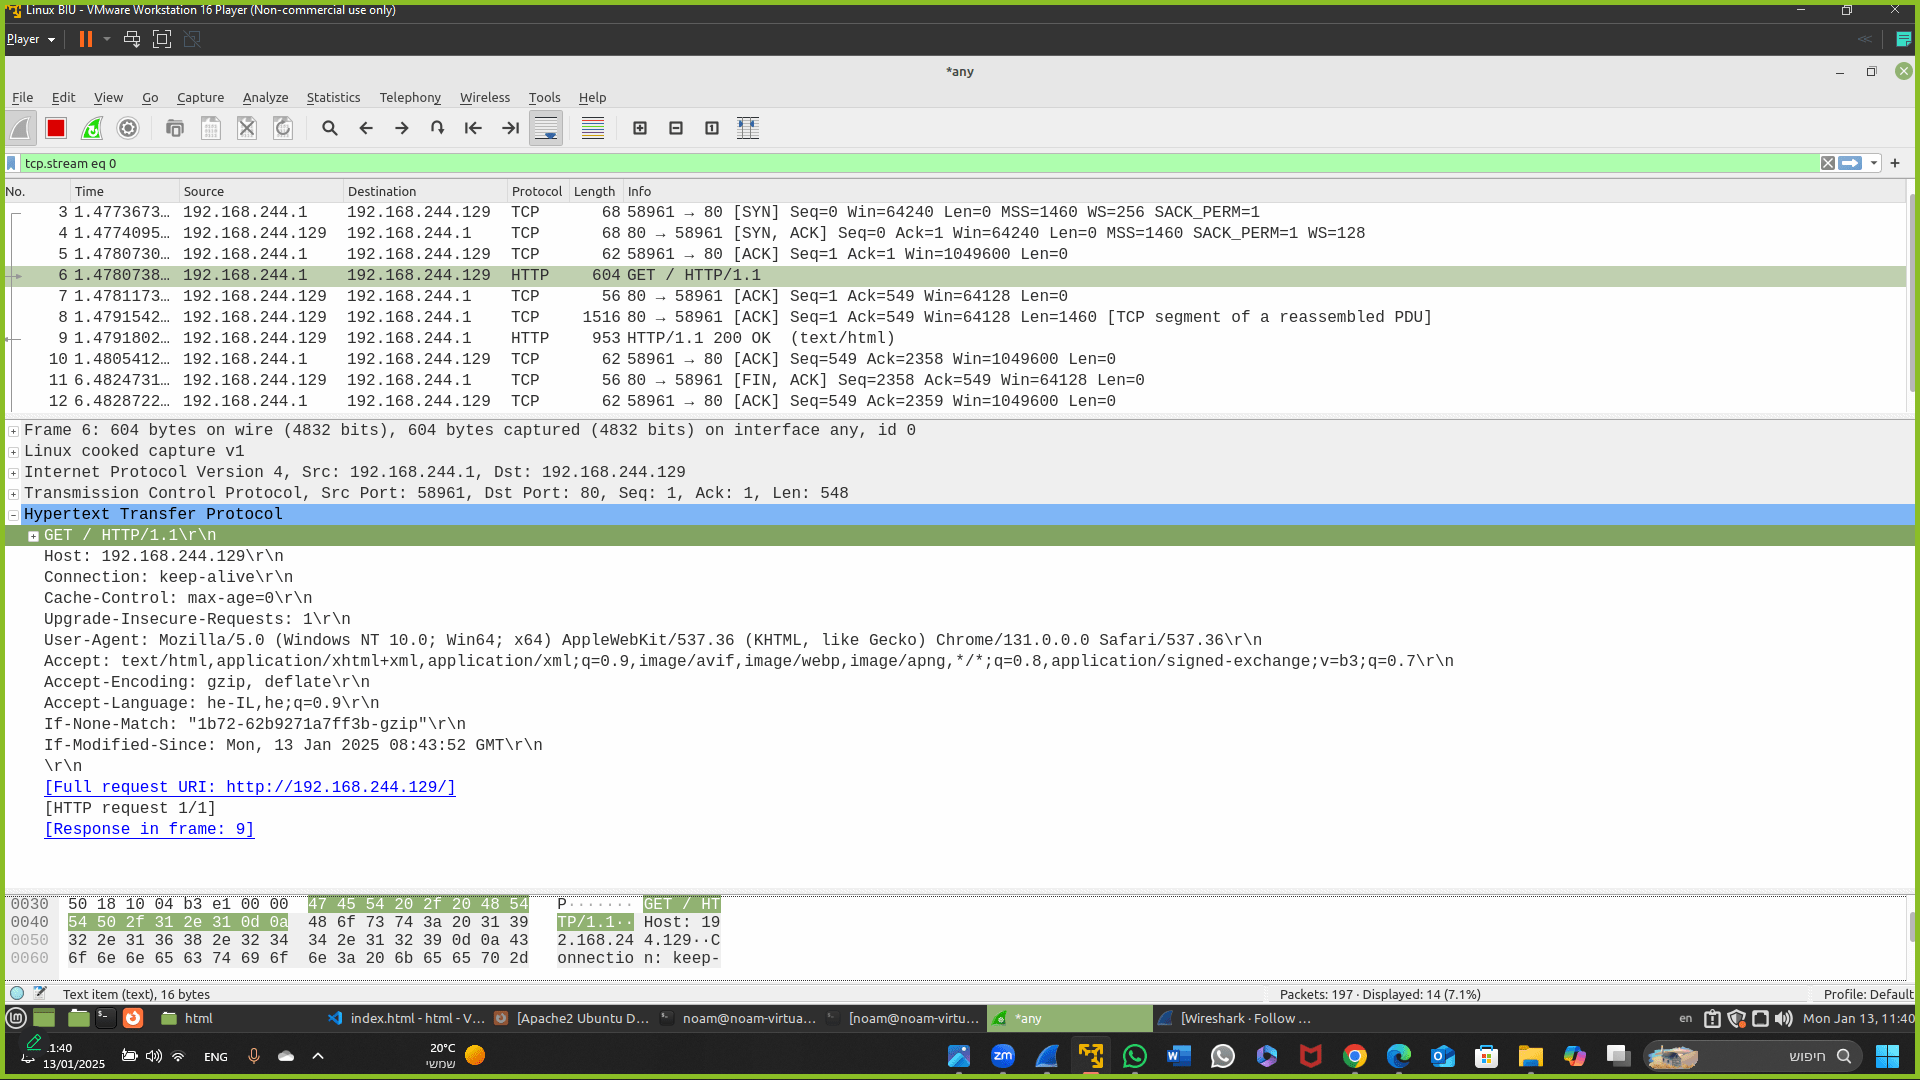 Linux BIU - VMware Workstation 16 Player (Non-commercial use only)
Player
*any
File Edit View Go Capture Analyze Statistics Telephony Wireless Tools Help
tcp.stream eq 0
No. Time Source Destination Protocol Length Info
3 1.4773673… 192.168.244.1 192.168.244.129 TCP 68 58961 → 80 [SYN] Seq=0 Win=64240 Len=0 MSS=1460 WS=256 SACK_PERM=1
4 1.4774095… 192.168.244.129 192.168.244.1 TCP 68 80 → 58961 [SYN, ACK] Seq=0 Ack=1 Win=64240 Len=0 MSS=1460 SACK_PERM=1 WS=128
5 1.4780730… 192.168.244.1 192.168.244.129 TCP 62 58961 → 80 [ACK] Seq=1 Ack=1 Win=1049600 Len=0
6 1.4780738… 192.168.244.1 192.168.244.129 HTTP 604 GET / HTTP/1.1
7 1.4781173… 192.168.244.129 192.168.244.1 TCP 56 80 → 58961 [ACK] Seq=1 Ack=549 Win=64128 Len=0
8 1.4791542… 192.168.244.129 192.168.244.1 TCP 1516 80 → 58961 [ACK] Seq=1 Ack=549 Win=64128 Len=1460 [TCP segment of a reassembled PDU]
9 1.4791802… 192.168.244.129 192.168.244.1 HTTP 953 HTTP/1.1 200 OK  (text/html)
10 1.4805412… 192.168.244.1 192.168.244.129 TCP 62 58961 → 80 [ACK] Seq=549 Ack=2358 Win=1049600 Len=0
11 6.4824731… 192.168.244.129 192.168.244.1 TCP 56 80 → 58961 [FIN, ACK] Seq=2358 Ack=549 Win=64128 Len=0
12 6.4828722… 192.168.244.1 192.168.244.129 TCP 62 58961 → 80 [ACK] Seq=549 Ack=2359 Win=1049600 Len=0
Frame 6: 604 bytes on wire (4832 bits), 604 bytes captured (4832 bits) on interface any, id 0
Linux cooked capture v1
Internet Protocol Version 4, Src: 192.168.244.1, Dst: 192.168.244.129
Transmission Control Protocol, Src Port: 58961, Dst Port: 80, Seq: 1, Ack: 1, Len: 548
Hypertext Transfer Protocol
GET / HTTP/1.1\r\n
Host: 192.168.244.129\r\n
Connection: keep-alive\r\n
Cache-Control: max-age=0\r\n
Upgrade-Insecure-Requests: 1\r\n
User-Agent: Mozilla/5.0 (Windows NT 10.0; Win64; x64) AppleWebKit/537.36 (KHTML, like Gecko) Chrome/131.0.0.0 Safari/537.36\r\n
Accept: text/html,application/xhtml+xml,application/xml;q=0.9,image/avif,image/webp,image/apng,*/*;q=0.8,application/signed-exchange;v=b3;q=0.7\r\n
Accept-Encoding: gzip, deflate\r\n
Accept-Language: he-IL,he;q=0.9\r\n
If-None-Match: "1b72-62b9271a7ff3b-gzip"\r\n
If-Modified-Since: Mon, 13 Jan 2025 08:43:52 GMT\r\n
\r\n
[Full request URI: http://192.168.244.129/]
[HTTP request 1/1]
[Response in frame: 9]
0030 50 18 10 04 b3 e1 00 00 47 45 54 20 2f 20 48 54 P······· GET / HT
0040 54 50 2f 31 2e 31 0d 0a 48 6f 73 74 3a 20 31 39 TP/1.1·· Host: 19
0050 32 2e 31 36 38 2e 32 34 34 2e 31 32 39 0d 0a 43 2.168.24 4.129··C
0060 6f 6e 6e 65 63 74 69 6f 6e 3a 20 6b 65 65 70 2d onnectio n: keep-
Text item (text), 16 bytes Packets: 197 · Displayed: 14 (7.1%) Profile: Default
html index.html - html - V… [Apache2 Ubuntu D… noam@noam-virtua… [noam@noam-virtu… *any [Wireshark · Follow … en Mon Jan 13, 11:40
11:40
13/01/2025
ENG
20°C
שמשי
zm
חיפוש